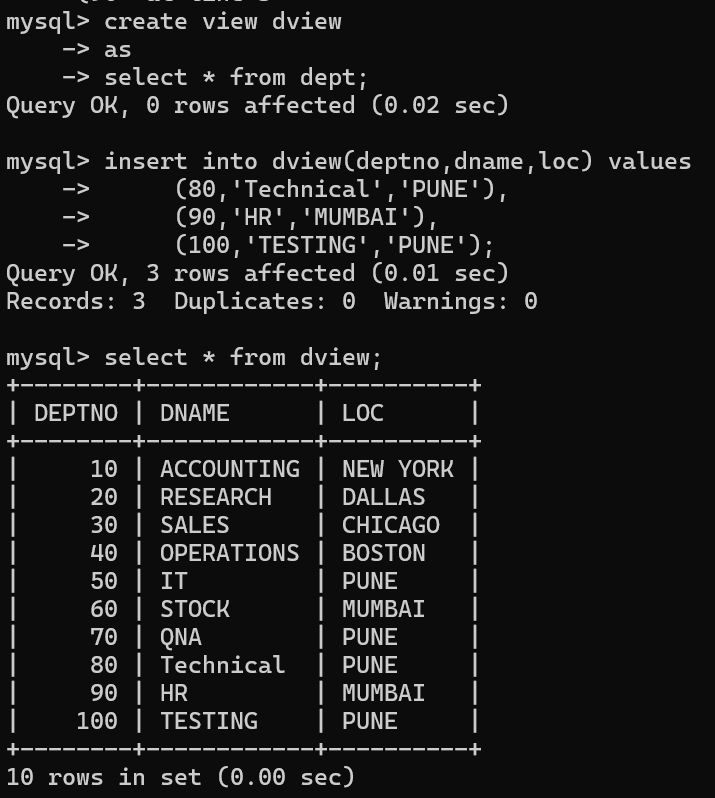 mysql> create view dview
    -> as
    -> select * from dept;
Query OK, 0 rows affected (0.02 sec)

mysql> insert into dview(deptno,dname,loc) values
    ->      (80,'Technical','PUNE'),
    ->      (90,'HR','MUMBAI'),
    ->      (100,'TESTING','PUNE');
Query OK, 3 rows affected (0.01 sec)
Records: 3  Duplicates: 0  Warnings: 0

mysql> select * from dview;
+--------+------------+----------+
| DEPTNO | DNAME      | LOC      |
+--------+------------+----------+
|     10 | ACCOUNTING | NEW YORK |
|     20 | RESEARCH   | DALLAS   |
|     30 | SALES      | CHICAGO  |
|     40 | OPERATIONS | BOSTON   |
|     50 | IT         | PUNE     |
|     60 | STOCK      | MUMBAI   |
|     70 | QNA        | PUNE     |
|     80 | Technical  | PUNE     |
|     90 | HR         | MUMBAI   |
|    100 | TESTING    | PUNE     |
+--------+------------+----------+
10 rows in set (0.00 sec)